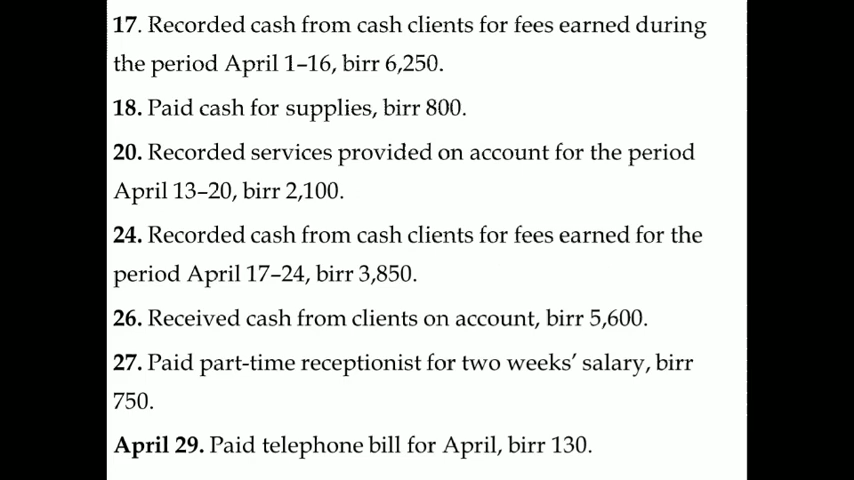 17. Recorded cash from cash clients for fees earned during
the period April 1–16, birr 6,250.
18. Paid cash for supplies, birr 800.
20. Recorded services provided on account for the period
April 13–20, birr 2,100.
24. Recorded cash from cash clients for fees earned for the
period April 17–24, birr 3,850.
26. Received cash from clients on account, birr 5,600.
27. Paid part-time receptionist for two weeks’ salary, birr
750.
April 29. Paid telephone bill for April, birr 130.